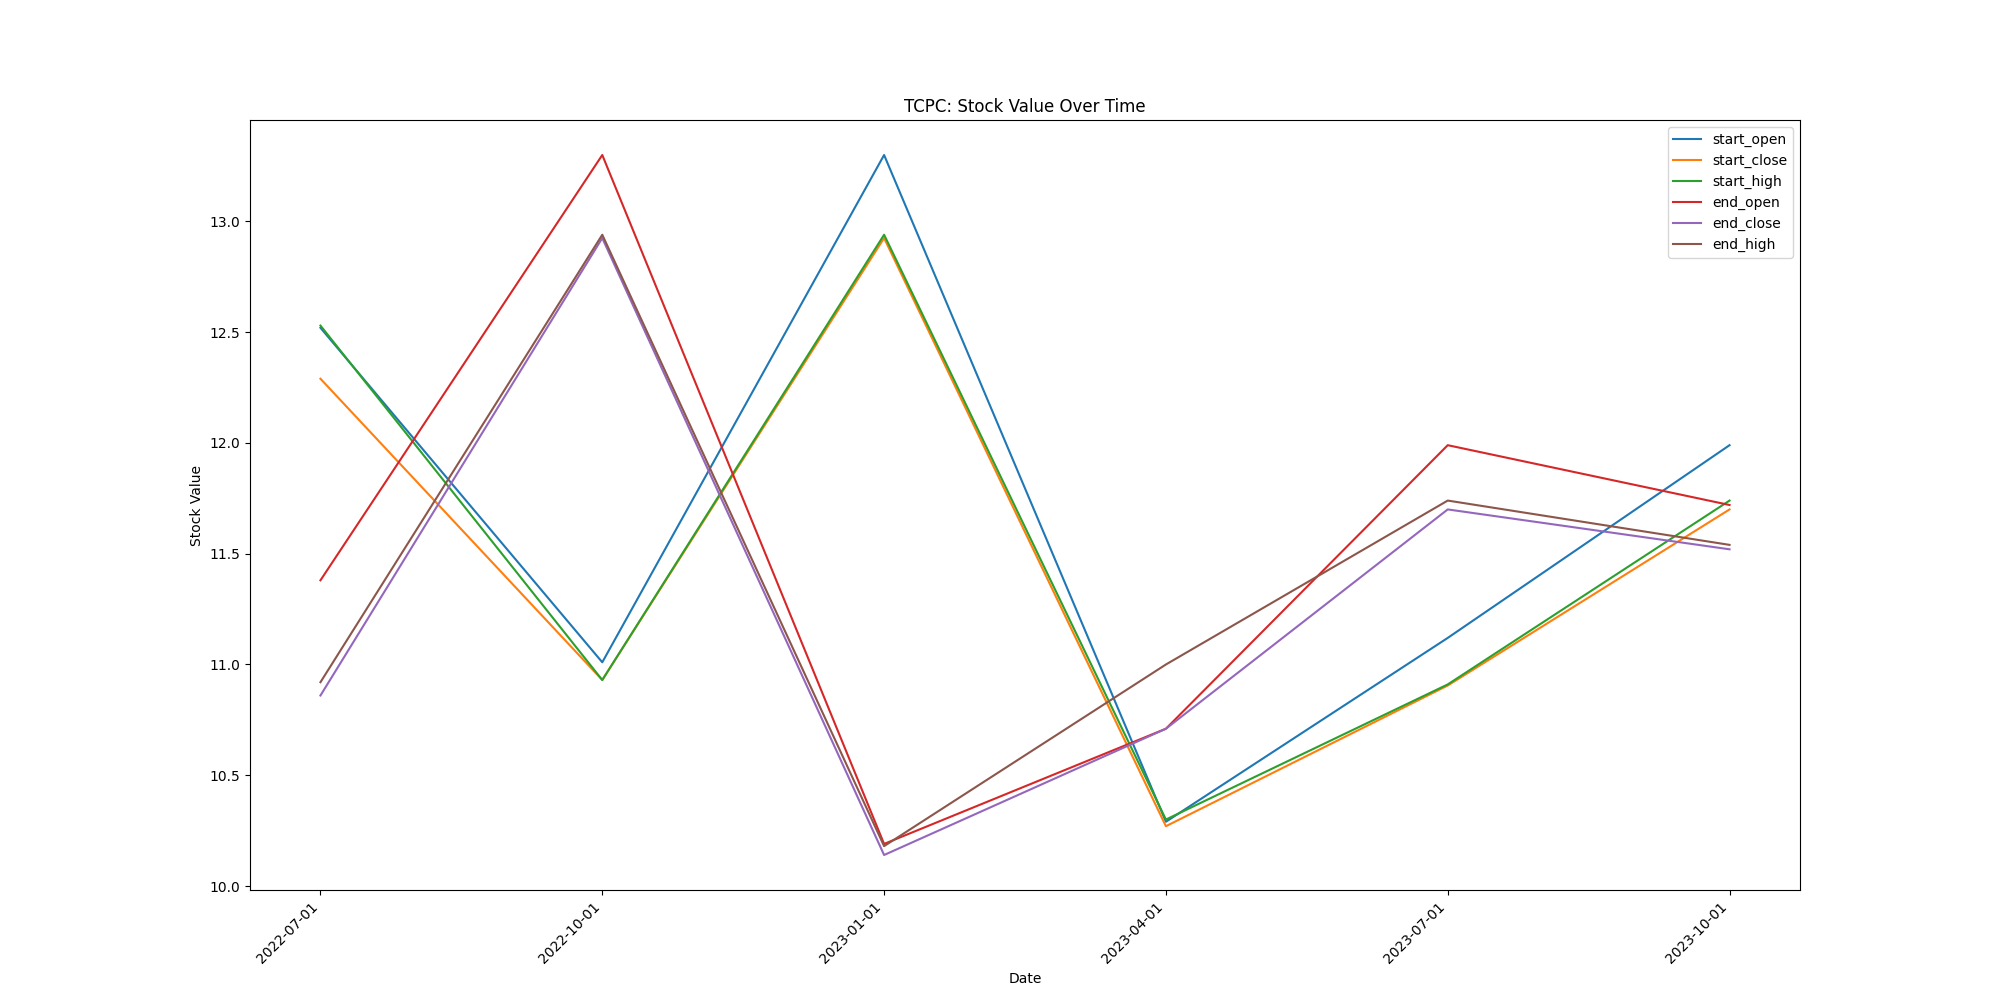 TCPC: Stock Value Over Time
start_open
start_close
start_high
end_open
end_close
end_high
Stock Value
13.0
12.5
12.0
11.5
11.0
10.5
10.0
2022-07-01
2022-10-01
2023-01-01
2023-04-01
2023-07-01
2023-10-01
Date